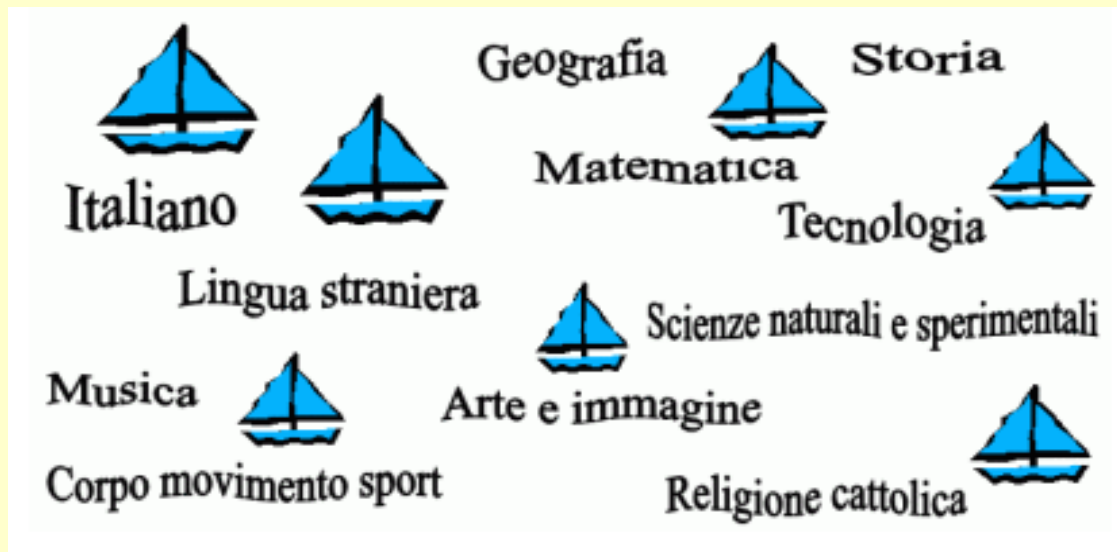 Geografia
Storia
Matematica
Italiano
Tecnologia
Lingua straniera
Scienze naturali e sperimentali
Musica
Arte e immagine
Corpo movimento sport
Religione cattolica